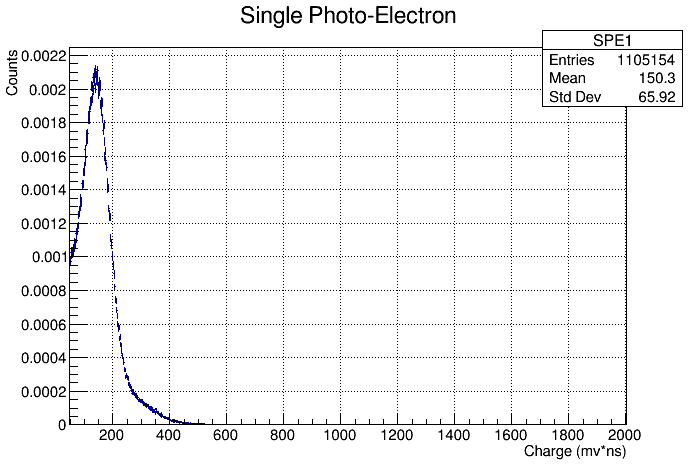 Single Photo-Electron
SPE1
Entries 1105154
Mean 150.3
Std Dev 65.92
Counts
0.0022
0.002
0.0018
0.0016
0.0014
0.0012
0.001
0.0008
0.0006
0.0004
0.0002
0
200 400 600 800 1000 1200 1400 1600 1800 2000
Charge (mv*ns)